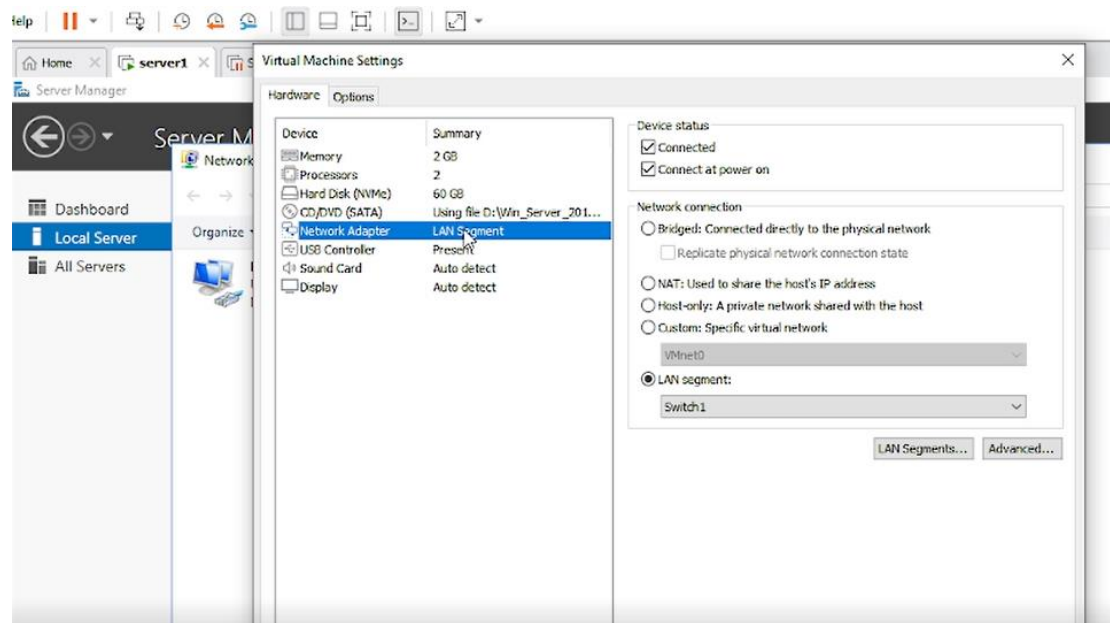 Help
Home
server1
Server Manager
Server M
Network
Dashboard
Local Server
All Servers
Organize
Virtual Machine Settings
Hardware Options
Device Summary
Memory 2 GB
Processors 2
Hard Disk (NVMe) 60 GB
CD/DVD (SATA) Using file D:\Win_Server_201...
Network Adapter LAN Segment
USB Controller Present
Sound Card Auto detect
Display Auto detect
Device status
Connected
Connect at power on
Network connection
Bridged: Connected directly to the physical network
Replicate physical network connection state
NAT: Used to share the host's IP address
Host-only: A private network shared with the host
Custom: Specific virtual network
VMnet0
LAN segment:
Switch1
LAN Segments... Advanced...